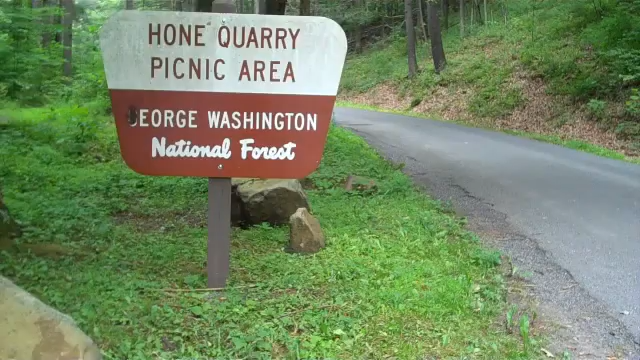 HONE QUARRY
PICNIC AREA
GEORGE WASHINGTON
National Forest